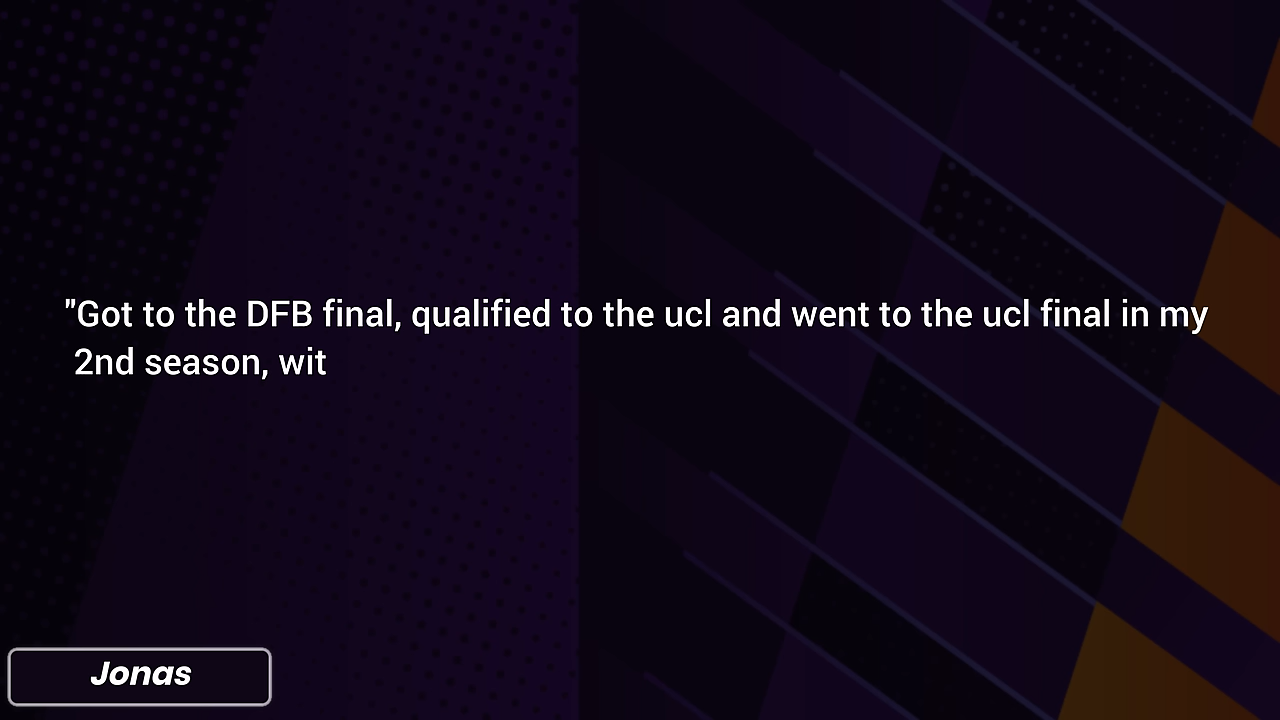 "Got to the DFB final, qualified to the ucl and went to the ucl final in my
2nd season, wit
Jonas